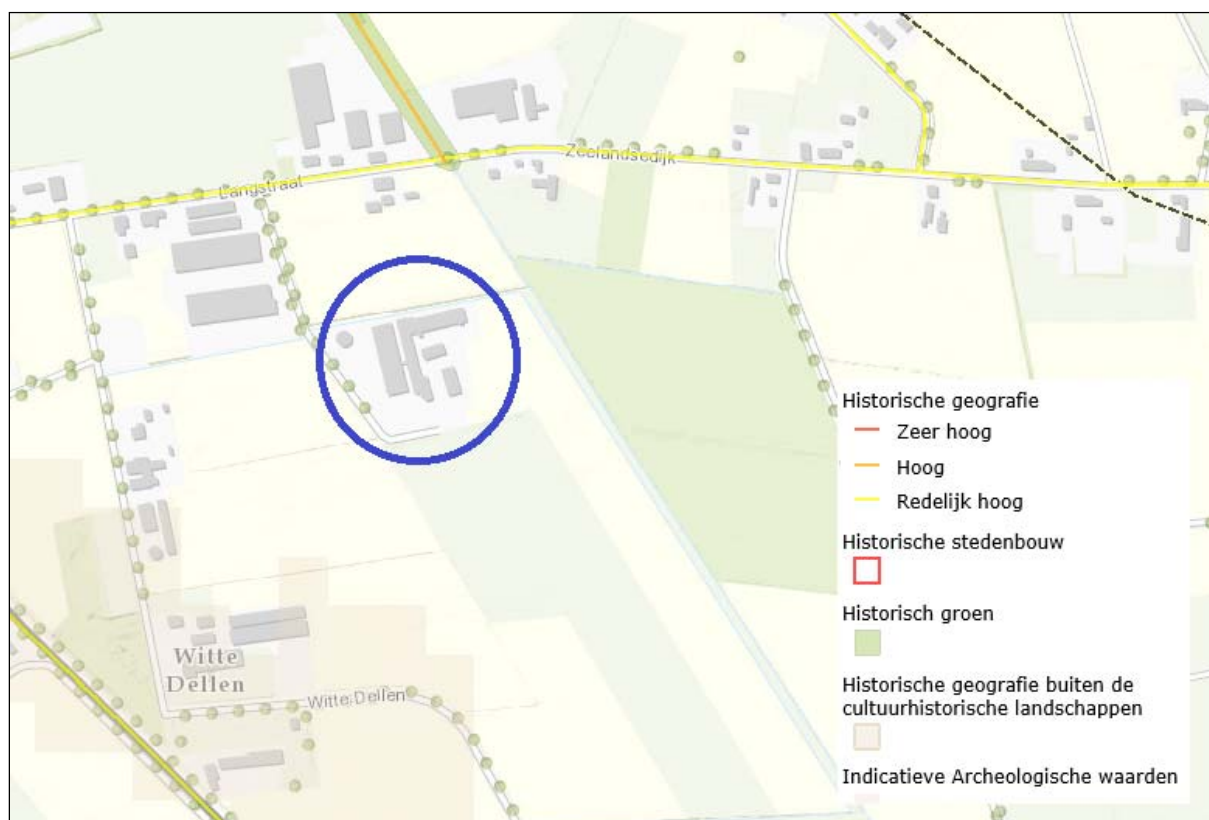 Zeelandsedijk
Langstraat
Witte
Dellen
Witte Dellen
Historische geografie
Zeer hoog
Hoog
Redelijk hoog
Historische stedenbouw
Historisch groen
Historische geografie buiten de
cultuurhistorische landschappen
Indicatieve Archeologische waarden